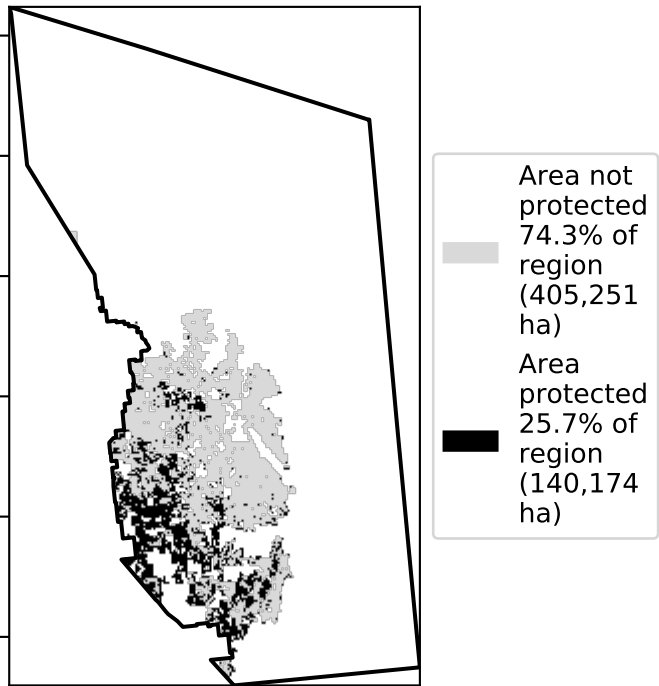 Area not
protected
74.3% of
region
(405,251
ha)
Area
protected
25.7% of
region
(140,174
ha)